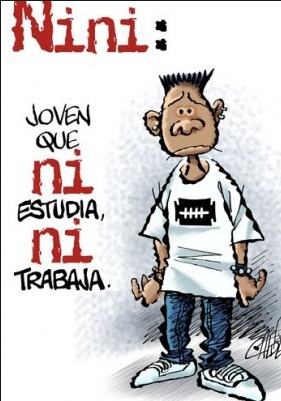 Nini:
JOVEN
QUE
ni
ESTUDIA,
ni
TRABAJA.